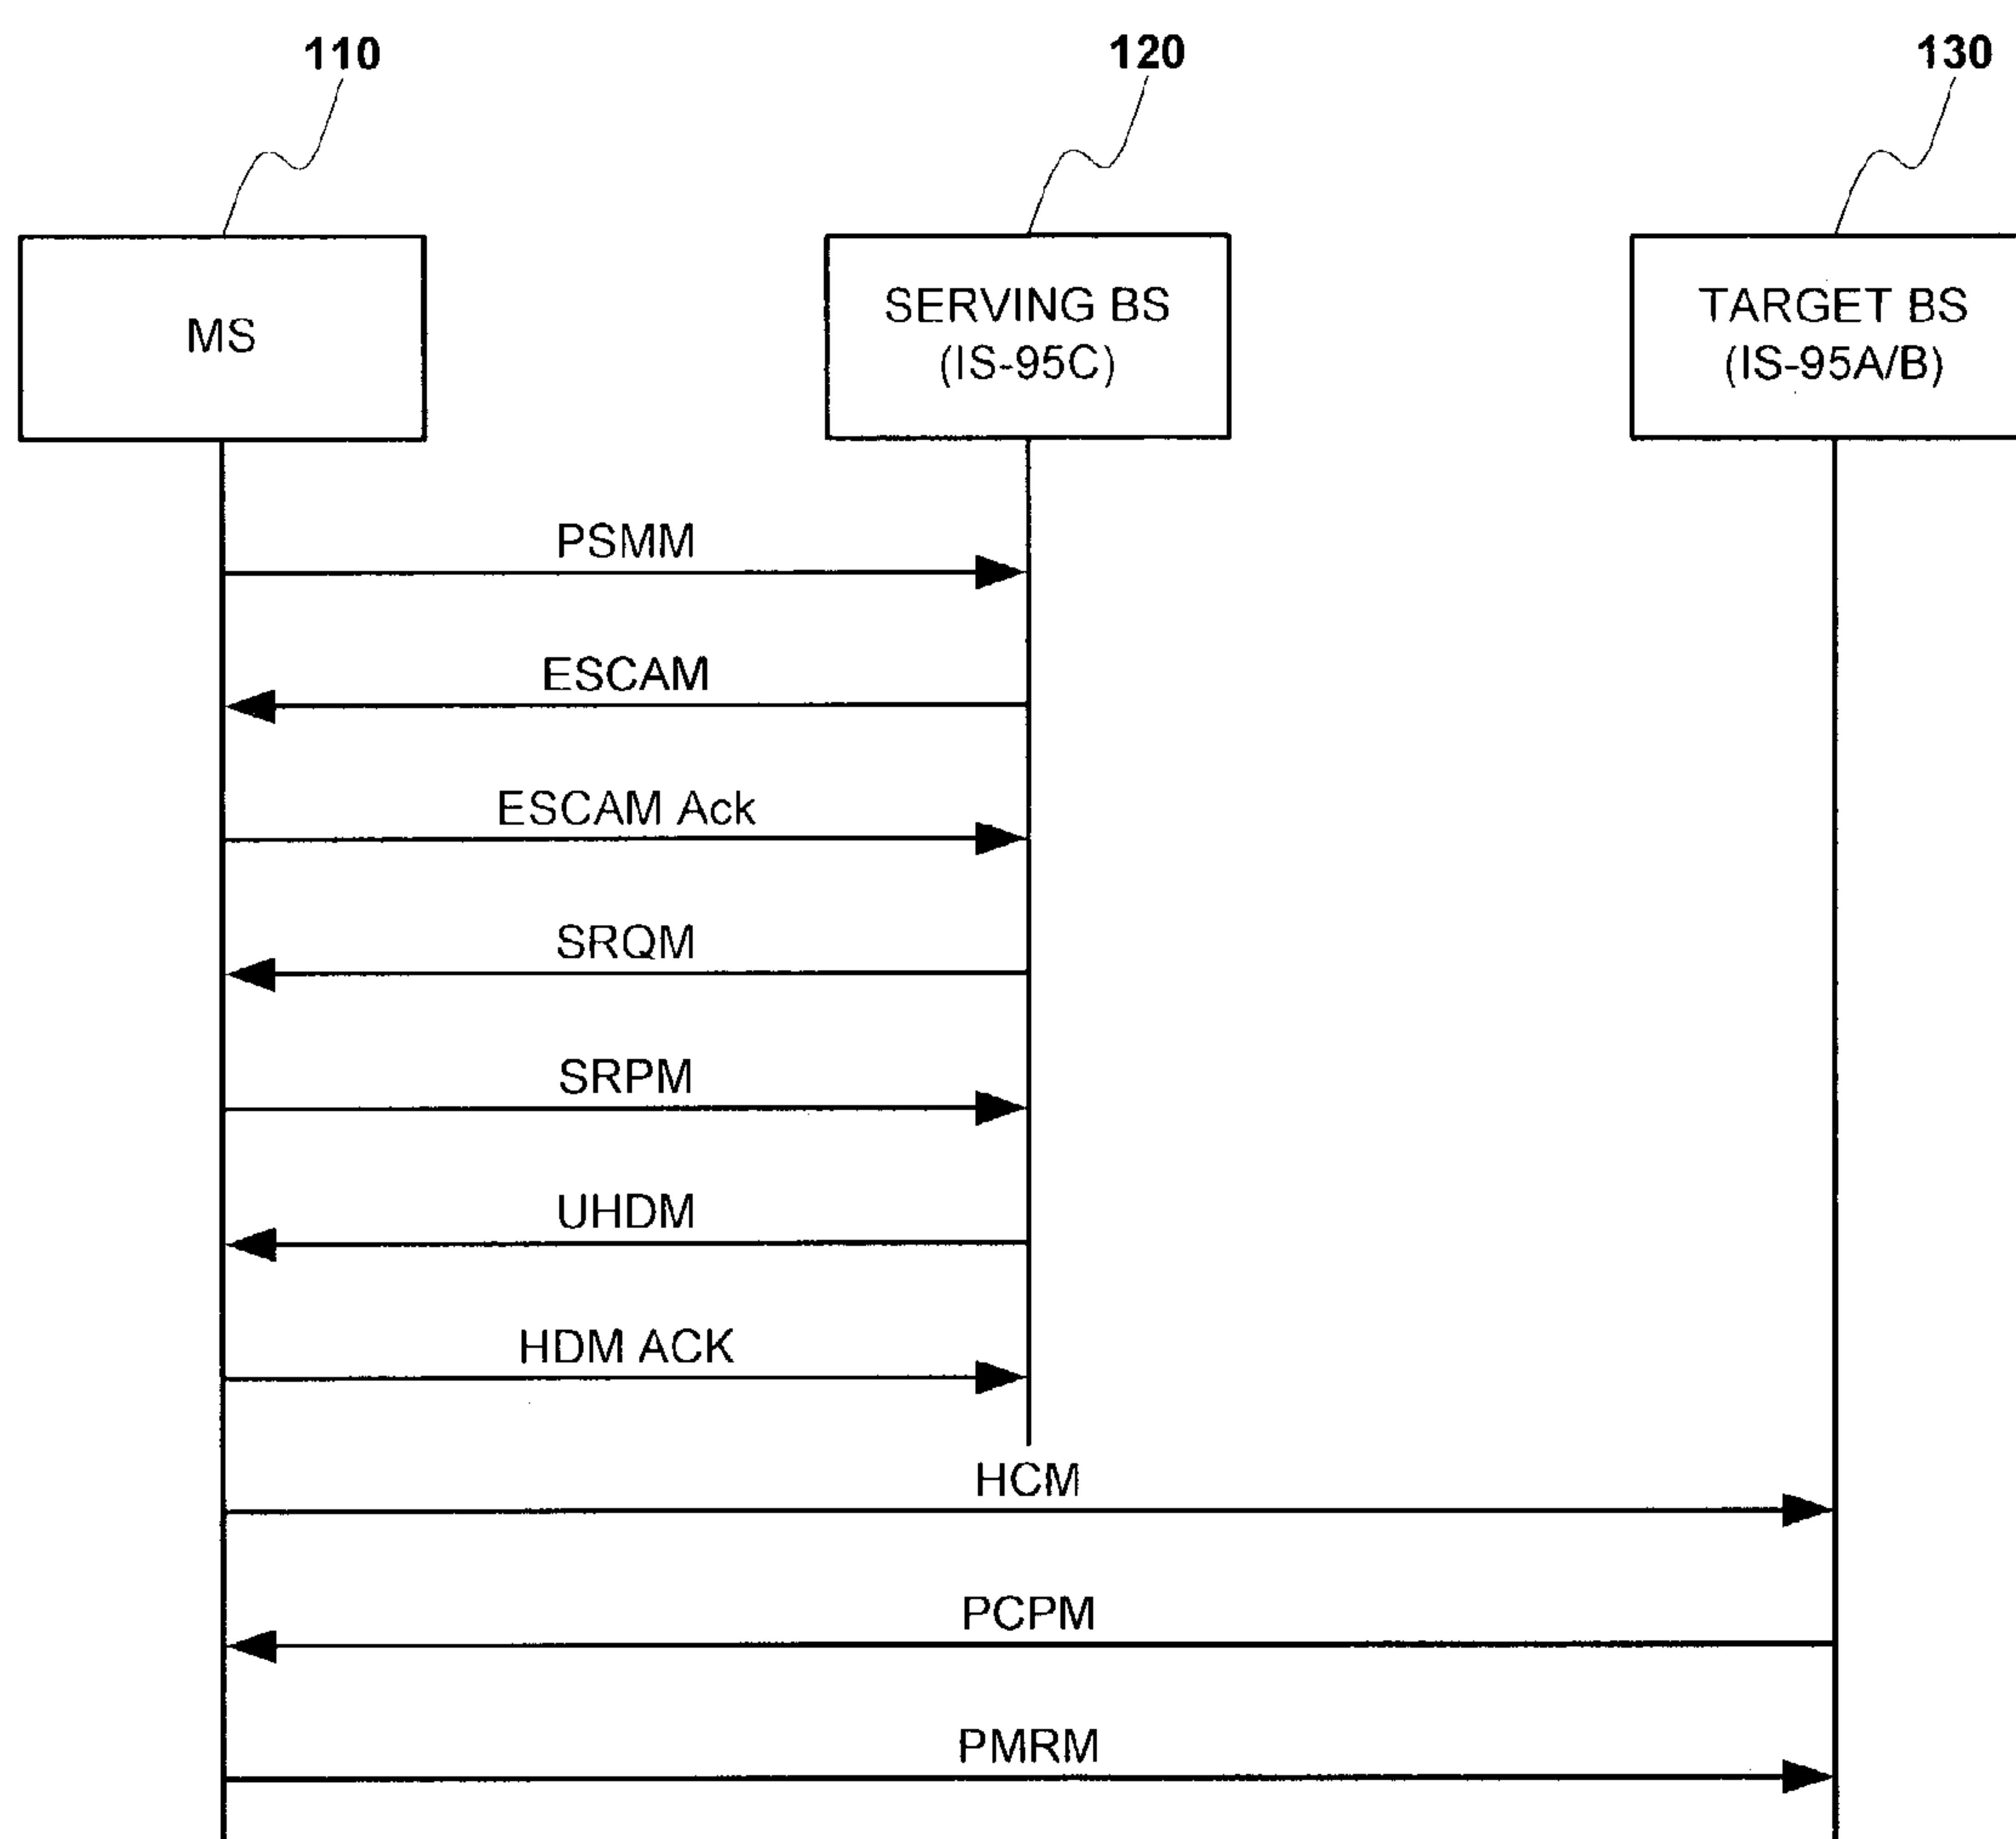 110
120
130
MS
SERVING BS
(IS-95C)
TARGET BS
(IS-95A/B)
PSMM
ESCAM
ESCAM Ack
SRQM
SRPM
UHDM
HDM ACK
HCM
PCPM
PMRM